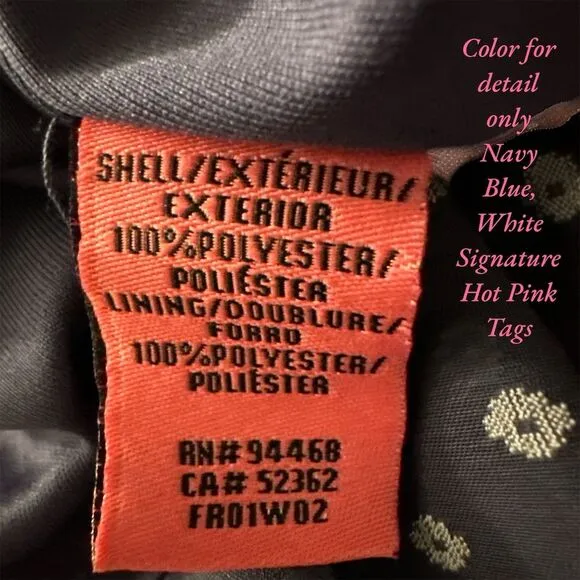 SHELL/EXTÉRIEUR/
EXTERIOR
100%POLYESTER/
POLIÉSTER
LINING/DOUBLURE/
FORRO
100%POLYESTER/
POLIÉSTER
RN# 94468
CA# 52362
FR01W02
Color for
detail
only
Navy
Blue,
White
Signature
Hot Pink
Tags